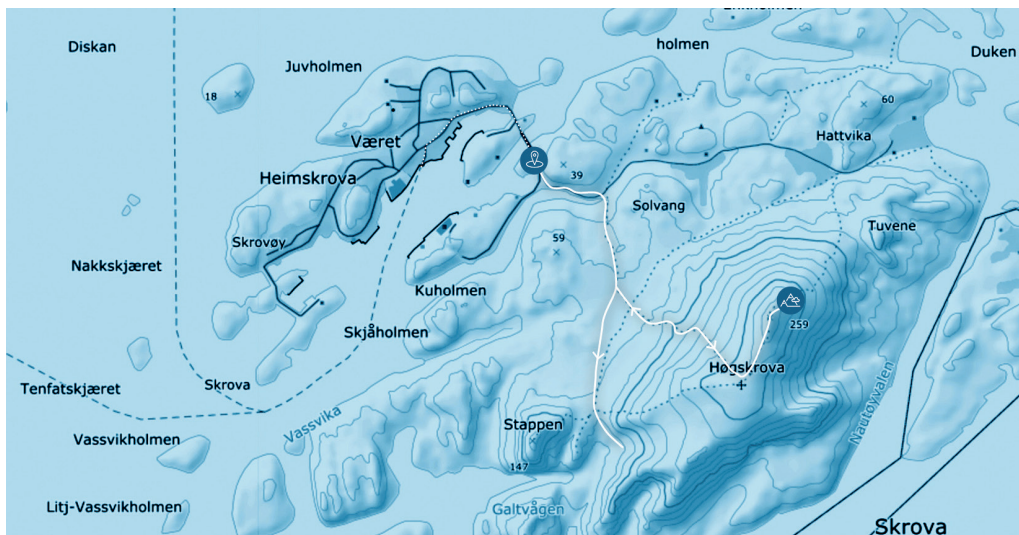 Diskan
holmen
Duken
Juvholmen
18
60
Hattvika
Været
39
Heimskrova
Solvang
Tuvene
Skrovøy
59
Nakkskjæret
Kuholmen
259
Skjåholmen
Høgskrova
Tenfatskjæret
Skrova
Nautøyvalen
Vassvika
Stappen
Vassvikholmen
147
Litj-Vassvikholmen
Galtvågen
Skrova